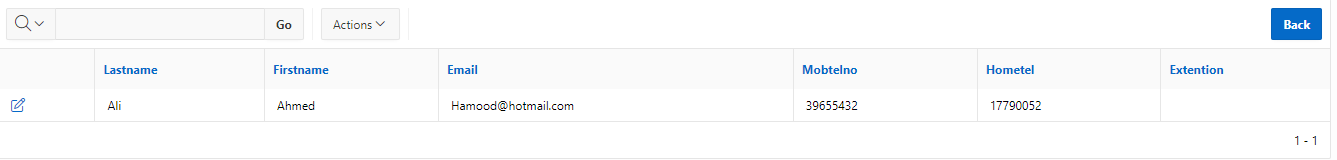 Go Actions Back
Lastname Firstname Email Mobtelno Hometel Extention
Ali Ahmed Hamood@hotmail.com 39655432 17790052
1 - 1